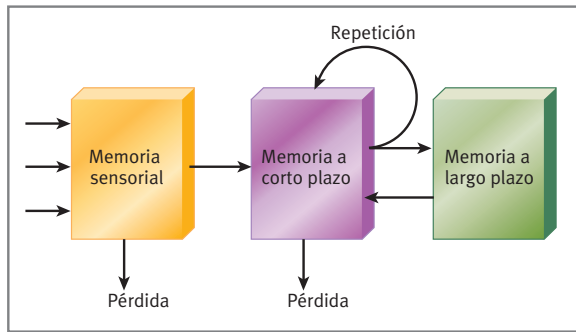 Repetición
Memoria
sensorial
Memoria a
corto plazo
Memoria a
largo plazo
Pérdida
Pérdida